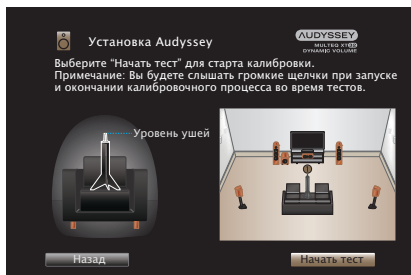 Установка Audyssey
AUDYSSEY
MULTEQ XT32
DYNAMIC VOLUME
Выберите “Начать тест” для старта калибровки.
Примечание: Вы будете слышать громкие щелчки при запуске
и окончании калибровочного процесса во время тестов.
Уровень ушей
Назад
Начать тест